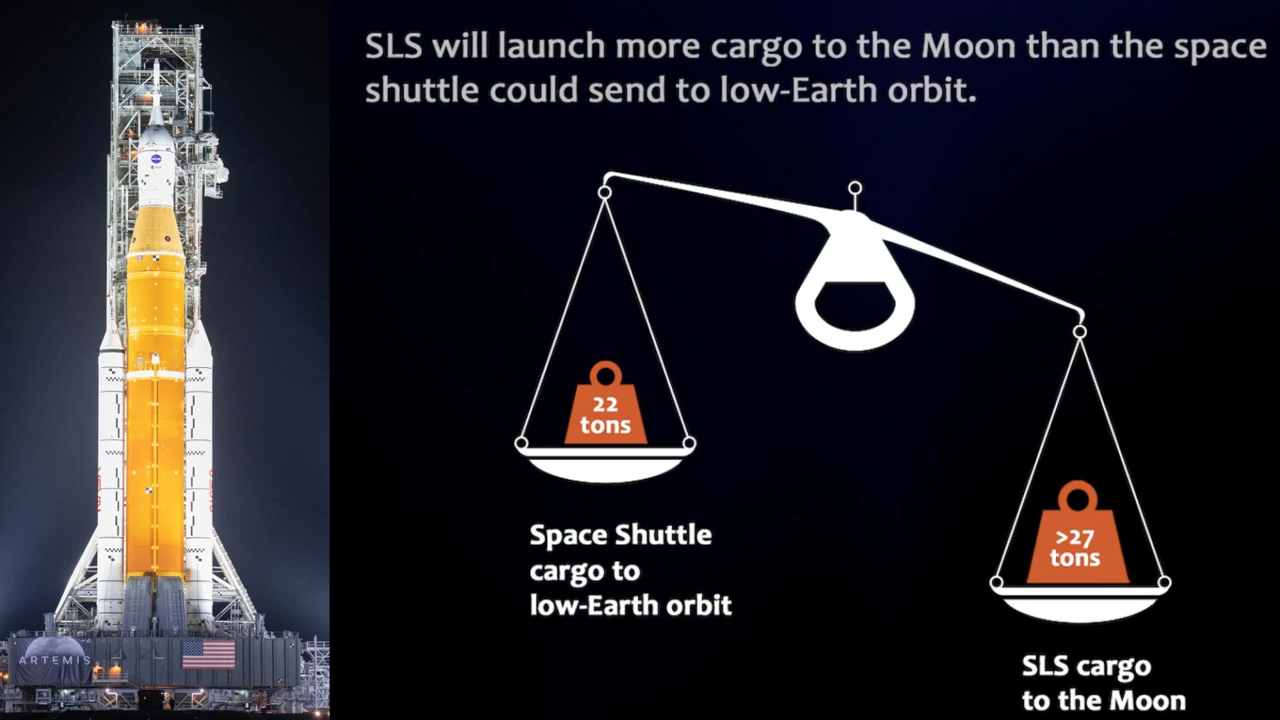 SLS will launch more cargo to the Moon than the space
shuttle could send to low-Earth orbit.
22
tons
Space Shuttle
cargo to
low-Earth orbit
>27
tons
SLS cargo
to the Moon
ARTEMIS